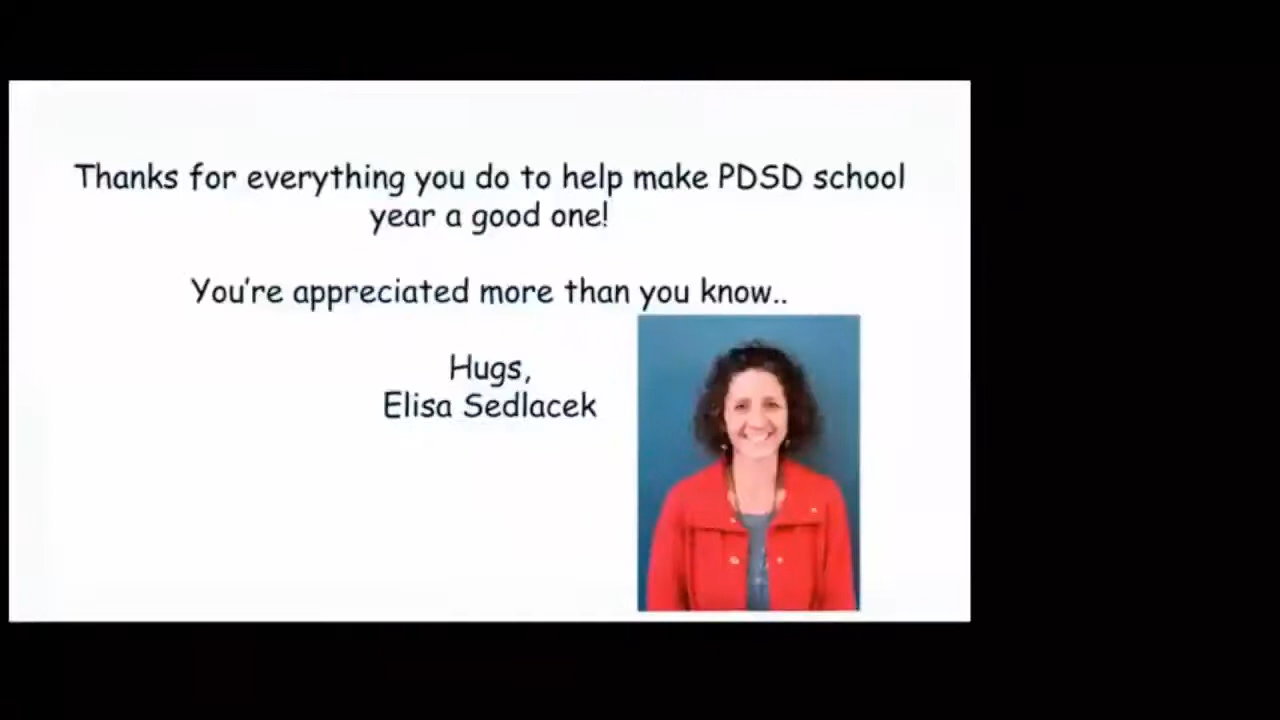 Thanks for everything you do to help make PDSD school
year a good one!
You're appreciated more than you know..
Hugs,
Elisa Sedlacek